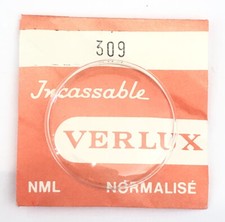 309
Incassable
VERLUX
NML NORMALISÉ